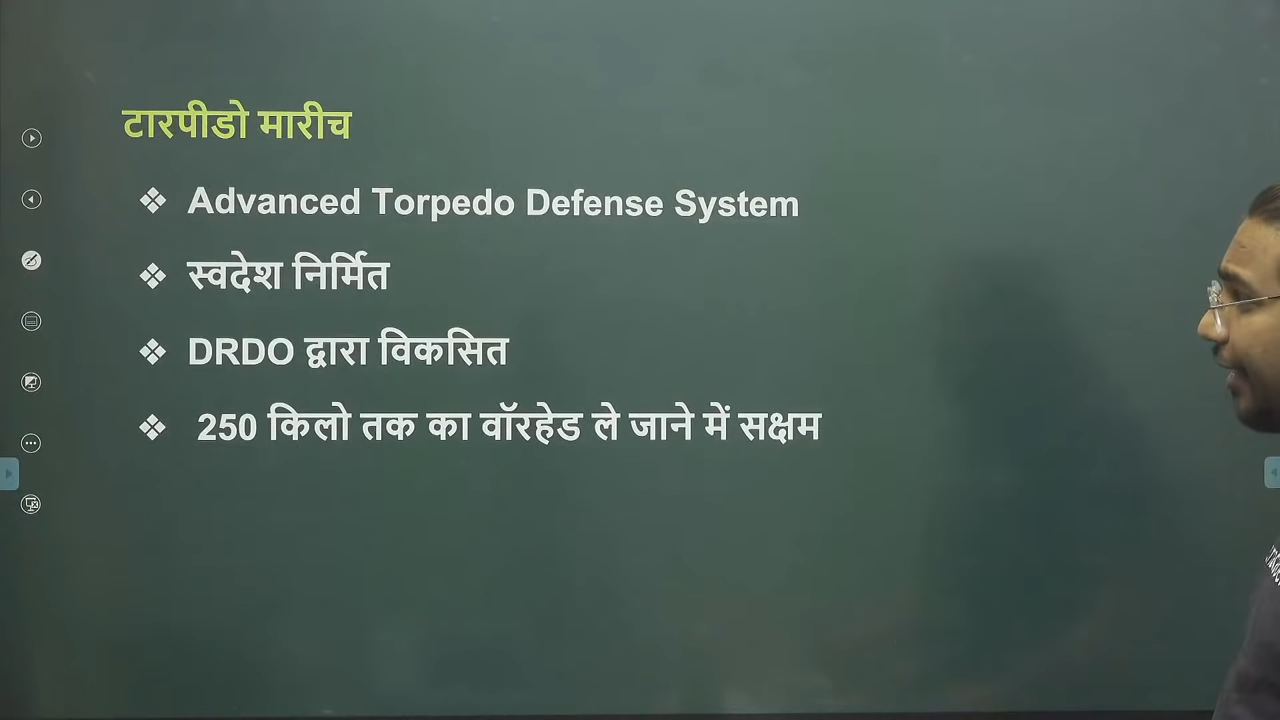 टारपीडो मारीच
❖ Advanced Torpedo Defense System
❖ स्वदेश निर्मित
❖ DRDO द्वारा विकसित
❖ 250 किलो तक का वॉरहेड ले जाने में सक्षम